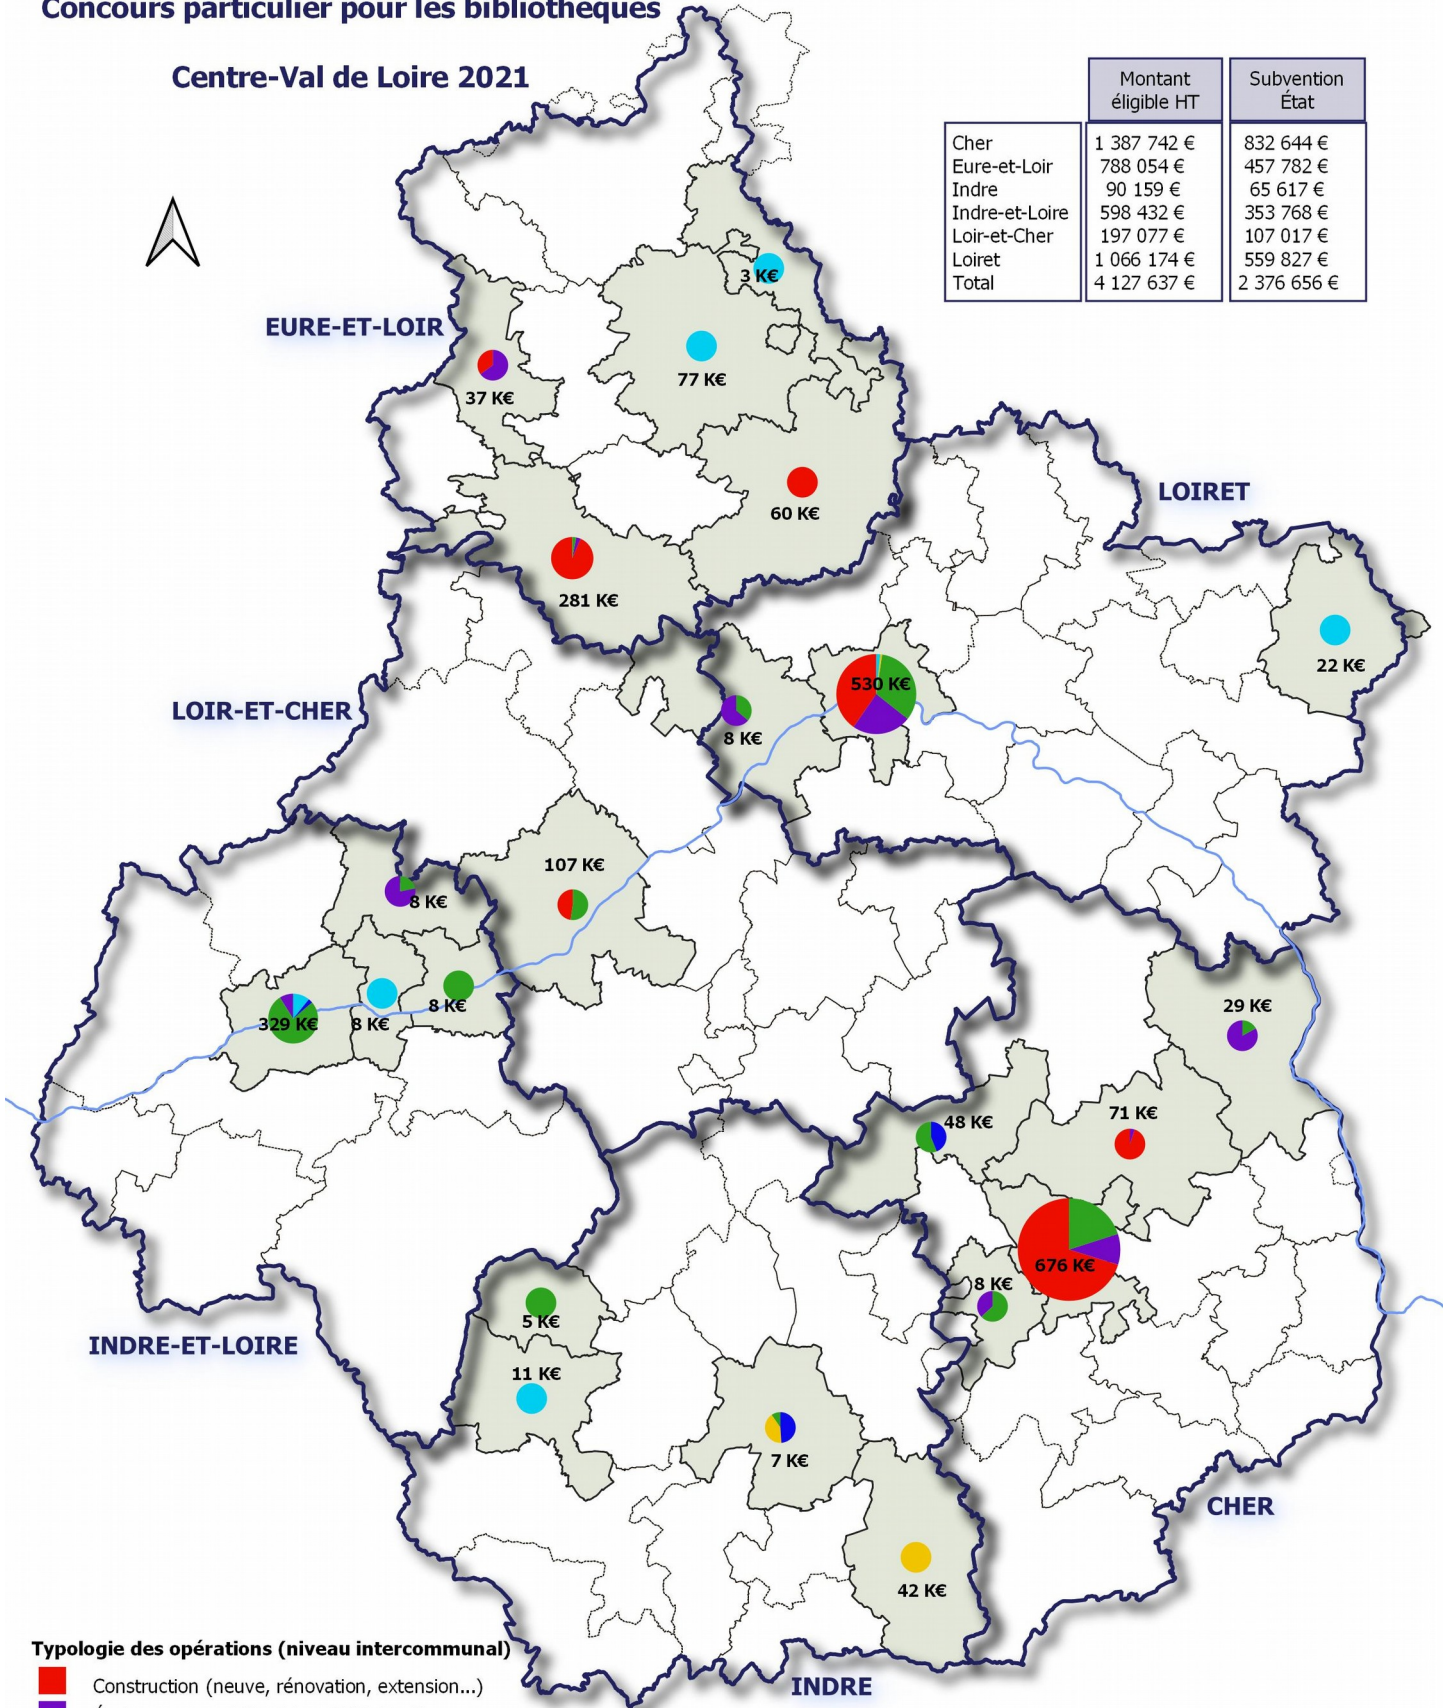 Concours particulier pour les bibliothèques
Centre-Val de Loire 2021
Montant éligible HT
Subvention État
Cher 1 387 742 € 832 644 €
Eure-et-Loir 788 054 € 457 782 €
Indre 90 159 € 65 617 €
Indre-et-Loire 598 432 € 353 768 €
Loir-et-Cher 197 077 € 107 017 €
Loiret 1 066 174 € 559 827 €
Total 4 127 637 € 2 376 656 €
3 K€
EURE-ET-LOIR
77 K€
37 K€
LOIRET
60 K€
281 K€
22 K€
530 K€
LOIR-ET-CHER
8 K€
107 K€
8 K€
8 K€
329 K€
8 K€
29 K€
71 K€
48 K€
676 K€
8 K€
5 K€
INDRE-ET-LOIRE
11 K€
7 K€
CHER
42 K€
Typologie des opérations (niveau intercommunal)
Construction (neuve, rénovation, extension...)
INDRE